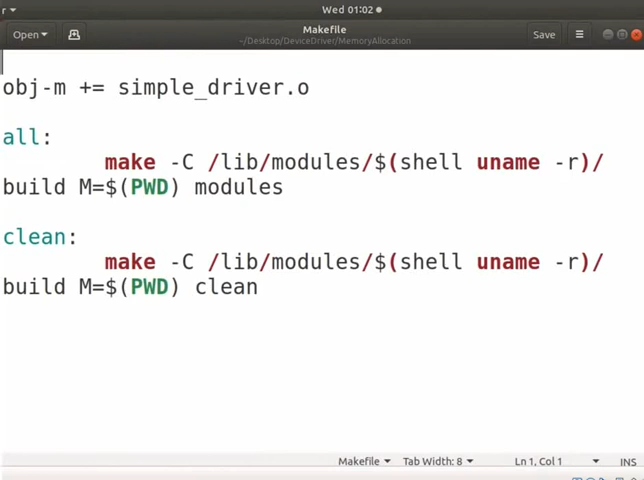 r
Wed 01:02
Open
Makefile
~/Desktop/DeviceDriver/MemoryAllocation
Save
obj-m += simple_driver.o
all:
make -C /lib/modules/$(shell uname -r)/
build M=$(PWD) modules
clean:
make -C /lib/modules/$(shell uname -r)/
build M=$(PWD) clean
Makefile Tab Width: 8 Ln 1, Col 1 INS